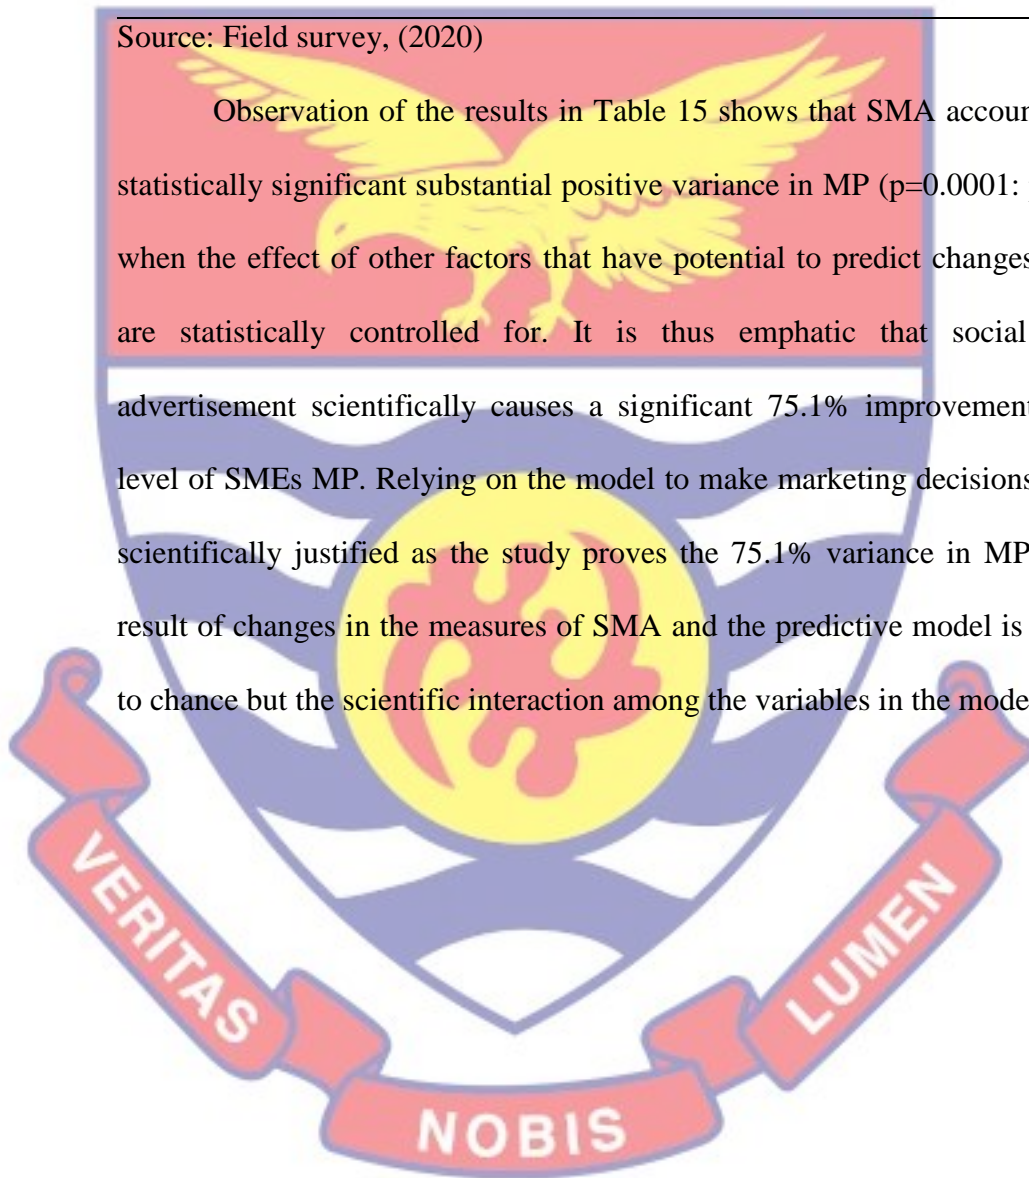 Source: Field survey, (2020)
Observation of the results in Table 15 shows that SMA accoun
statistically significant substantial positive variance in MP (p=0.0001:
when the effect of other factors that have potential to predict changes
are statistically controlled for. It is thus emphatic that social
advertisement scientifically causes a significant 75.1% improvement
level of SMEs MP. Relying on the model to make marketing decisions
scientifically justified as the study proves the 75.1% variance in MP
result of changes in the measures of SMA and the predictive model is
to chance but the scientific interaction among the variables in the mode
VERITAS
NOBIS
LUMEN